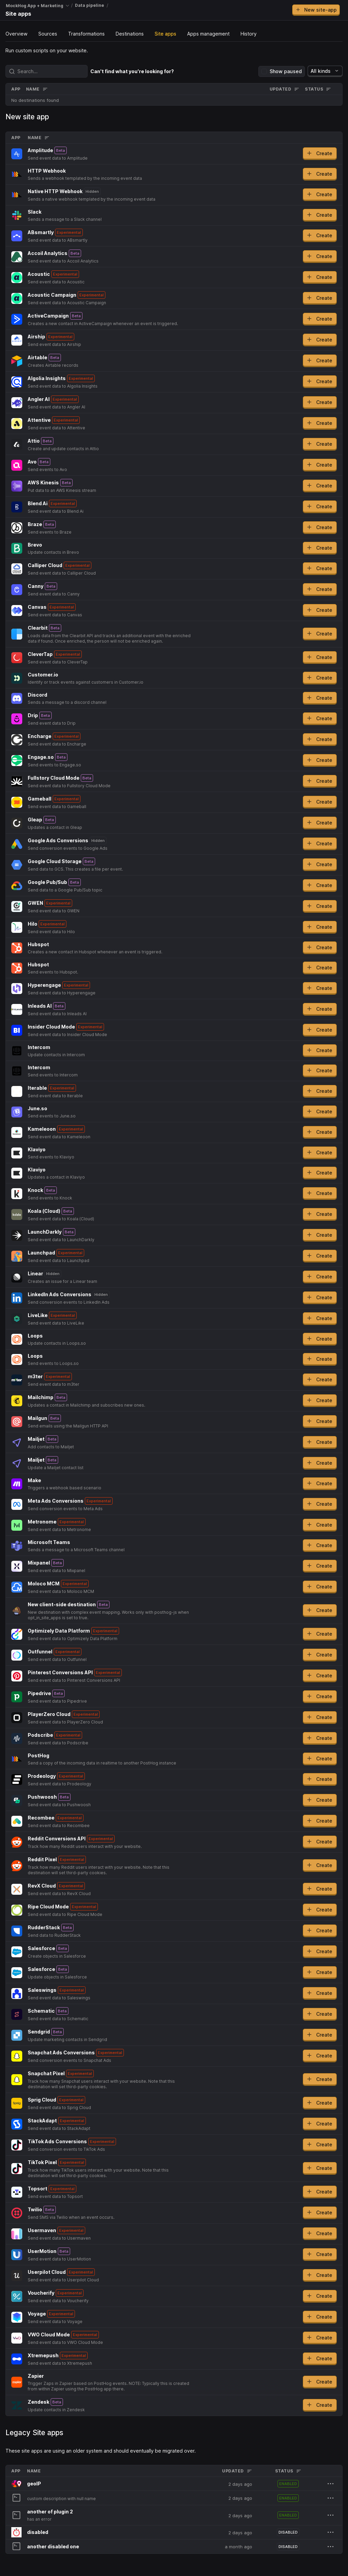 Mockhog App + Marketing / Data pipeline /
Site apps
New site-app
Overview Sources Transformations Destinations Site apps Apps management History
Run custom scripts on your website.
Search... Can't find what you're looking for? Show paused All kinds
APP NAME UPDATED STATUS
No destinations found
New site app
APP NAME
Amplitude Beta
Create
Send event data to Amplitude
HTTP Webhook
Create
Sends a webhook templated by the incoming event data
Native HTTP Webhook Hidden
Create
Sends a native webhook templated by the incoming event data
Slack
Create
Sends a message to a Slack channel
ABsmartly Experimental
Create
Send event data to ABsmartly
Accoil Analytics Beta
Create
Send event data to Accoil Analytics
Acoustic Experimental
Create
Send event data to Acoustic
Acoustic Campaign Experimental
Create
Send event data to Acoustic Campaign
ActiveCampaign Beta
Create
Creates a new contact in ActiveCampaign whenever an event is triggered.
Airship Experimental
Create
Send event data to Airship
Airtable Beta
Create
Creates Airtable records
Algolia Insights Experimental
Create
Send event data to Algolia Insights
Angler AI Experimental
Create
Send event data to Angler AI
Attentive Experimental
Create
Send event data to Attentive
Attio Beta
Create
Create and update contacts in Attio
Avo Beta
Create
Send events to Avo
AWS Kinesis Beta
Create
Put data to an AWS Kinesis stream
Blend Ai Experimental
Create
Send event data to Blend Ai
Braze Beta
Create
Send events to Braze
Brevo
Create
Update contacts in Brevo
Calliper Cloud Experimental
Create
Send event data to Calliper Cloud
Canny Beta
Create
Send event data to Canny
Canvas Experimental
Create
Send event data to Canvas
Clearbit Beta
Create
Loads data from the Clearbit API and tracks an additional event with the enriched
data if found. Once enriched, the person will not be enriched again.
CleverTap Experimental
Create
Send event data to CleverTap
Customer.io
Create
Identify or track events against customers in Customer.io
Discord
Create
Sends a message to a discord channel
Drip Beta
Create
Send event data to Drip
Encharge Experimental
Create
Send event data to Encharge
Engage.so Beta
Create
Send events to Engage.so
Fullstory Cloud Mode Beta
Create
Send event data to Fullstory Cloud Mode
Gameball Experimental
Create
Send event data to Gameball
Gleap Beta
Create
Updates a contact in Gleap
Google Ads Conversions Hidden
Create
Send conversion events to Google Ads
Google Cloud Storage Beta
Create
Send data to GCS. This creates a file per event.
Google Pub/Sub Beta
Create
Send data to a Google Pub/Sub topic
GWEN Experimental
Create
Send event data to GWEN
Hilo Experimental
Create
Send event data to Hilo
Hubspot
Create
Creates a new contact in Hubspot whenever an event is triggered.
Hubspot
Create
Send events to Hubspot.
Hyperengage Experimental
Create
Send event data to Hyperengage
Inleads AI Beta
Create
Send event data to Inleads AI
Insider Cloud Mode Experimental
Create
Send event data to Insider Cloud Mode
Intercom
Create
Update contacts in Intercom
Intercom
Create
Send events to Intercom
Iterable Experimental
Create
Send event data to Iterable
June.so
Create
Send events to June.so
Kameleoon Experimental
Create
Send event data to Kameleoon
Klaviyo
Create
Send events to Klaviyo
Klaviyo
Create
Updates a contact in Klaviyo
Knock Beta
Create
Send events to Knock
Koala (Cloud) Beta
Create
Send event data to Koala (Cloud)
LaunchDarkly Beta
Create
Send event data to LaunchDarkly
Launchpad Experimental
Create
Send event data to Launchpad
Linear Hidden
Create
Creates an issue for a Linear team
LinkedIn Ads Conversions Hidden
Create
Send conversion events to LinkedIn Ads
LiveLike Experimental
Create
Send event data to LiveLike
Loops
Create
Update contacts in Loops.so
Loops
Create
Send events to Loops.so
m3ter Experimental
Create
Send event data to m3ter
Mailchimp Beta
Create
Updates a contact in Mailchimp and subscribes new ones.
Mailgun Beta
Create
Send emails using the Mailgun HTTP API
Mailjet Beta
Create
Add contacts to Mailjet
Mailjet Beta
Create
Update a Mailjet contact list
Make
Create
Triggers a webhook based scenario
Meta Ads Conversions Experimental
Create
Send conversion events to Meta Ads
Metronome Experimental
Create
Send event data to Metronome
Microsoft Teams
Create
Sends a message to a Microsoft Teams channel
Mixpanel Beta
Create
Send event data to Mixpanel
Moloco MCM Experimental
Create
Send event data to Moloco MCM
New client-side destination Beta
Create
New destination with complex event mapping. Works only with posthog-js when
opt_in_site_apps is set to true.
Optimizely Data Platform Experimental
Create
Send event data to Optimizely Data Platform
Outfunnel Experimental
Create
Send event data to Outfunnel
Pinterest Conversions API Experimental
Create
Send event data to Pinterest Conversions API
Pipedrive Beta
Create
Send event data to Pipedrive
PlayerZero Cloud Experimental
Create
Send event data to PlayerZero Cloud
Podscribe Experimental
Create
Send event data to Podscribe
PostHog
Create
Send a copy of the incoming data in realtime to another PostHog instance
Prodeology Experimental
Create
Send event data to Prodeology
Pushwoosh Beta
Create
Send event data to Pushwoosh
Recombee Experimental
Create
Send event data to Recombee
Reddit Conversions API Experimental
Create
Track how many Reddit users interact with your website.
Reddit Pixel Experimental
Create
Track how many Reddit users interact with your website. Note that this
destination will set third-party cookies.
RevX Cloud Experimental
Create
Send event data to RevX Cloud
Ripe Cloud Mode Experimental
Create
Send event data to Ripe Cloud Mode
RudderStack Beta
Create
Send data to RudderStack
Salesforce Beta
Create
Create objects in Salesforce
Salesforce Beta
Create
Update objects in Salesforce
Saleswings Experimental
Create
Send event data to Saleswings
Schematic Beta
Create
Send event data to Schematic
Sendgrid Beta
Create
Update marketing contacts in Sendgrid
Snapchat Ads Conversions Experimental
Create
Send conversion events to Snapchat Ads
Snapchat Pixel Experimental
Create
Track how many Snapchat users interact with your website. Note that this
destination will set third-party cookies.
Sprig Cloud Experimental
Create
Send event data to Sprig Cloud
StackAdapt Experimental
Create
Send event data to StackAdapt
TikTok Ads Conversions Experimental
Create
Send conversion events to TikTok Ads
TikTok Pixel Experimental
Create
Track how many TikTok users interact with your website. Note that this
destination will set third-party cookies.
Topsort Experimental
Create
Send event data to Topsort
Twilio Beta
Create
Send SMS via Twilio when an event occurs.
Usermaven Experimental
Create
Send event data to Usermaven
UserMotion Beta
Create
Send event data to UserMotion
Userpilot Cloud Experimental
Create
Send event data to Userpilot Cloud
Voucherify Experimental
Create
Send event data to Voucherify
Voyage Experimental
Create
Send event data to Voyage
VWO Cloud Mode Experimental
Create
Send event data to VWO Cloud Mode
Xtremepush Experimental
Create
Send event data to Xtremepush
Zapier
Create
Trigger Zaps in Zapier based on PostHog events. NOTE: Typically this is created
from within Zapier using the PostHog app there.
Zendesk Beta
Create
Update contacts in Zendesk
Legacy Site apps
These site apps are using an older system and should eventually be migrated over.
APP NAME UPDATED STATUS
geoIP 2 days ago DISABLED
custom description with null name 2 days ago DISABLED
another of plugin 2 2 days ago DISABLED
has an error
disabled 2 days ago DISABLED
another disabled one a month ago DISABLED